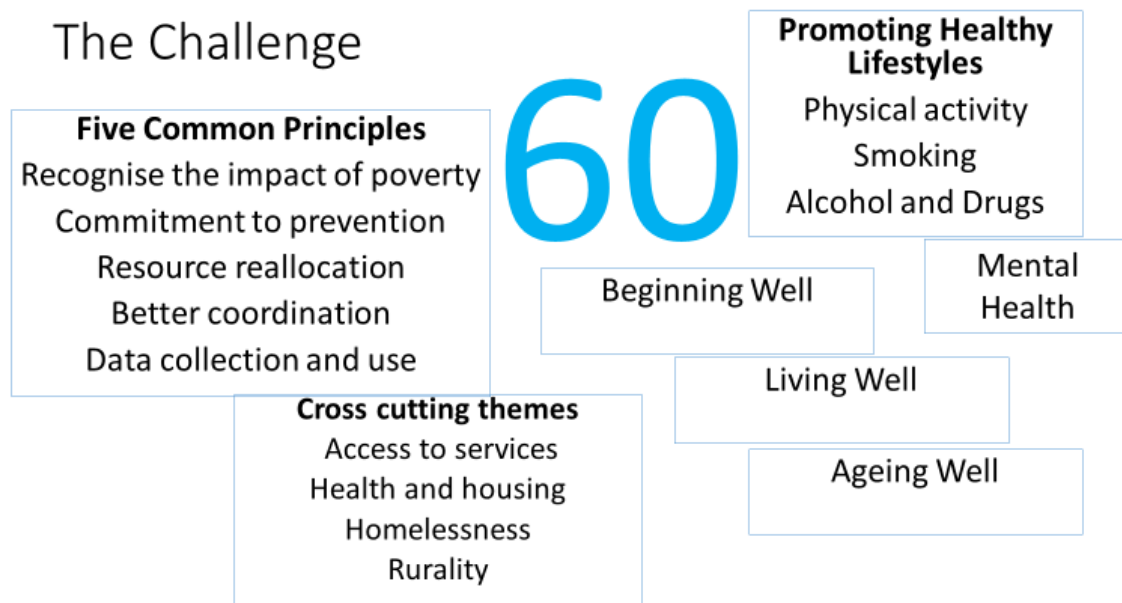 The Challenge
Five Common Principles
Recognise the impact of poverty
Commitment to prevention
Resource reallocation
Better coordination
Data collection and use
Cross cutting themes
Access to services
Health and housing
Homelessness
Rurality
60
Promoting Healthy
Lifestyles
Physical activity
Smoking
Alcohol and Drugs
Mental
Health
Beginning Well
Living Well
Ageing Well